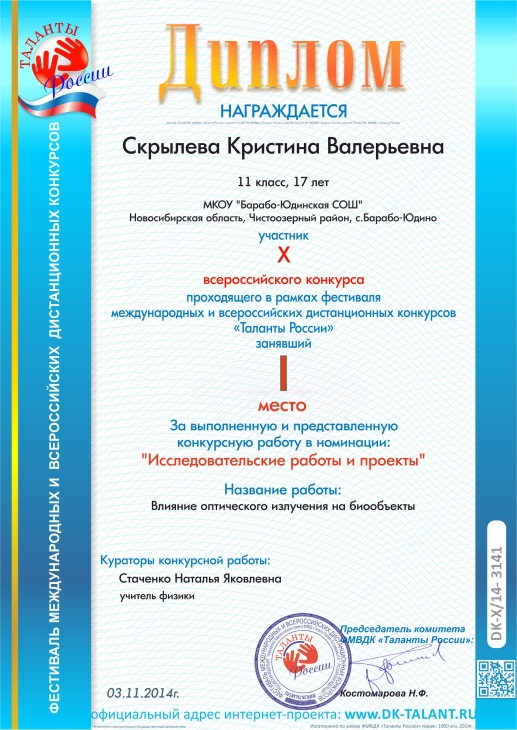 ТАЛАНТЫ
России
Диплом
НАГРАЖДАЕТСЯ
Скрылева Кристина Валерьевна
11 класс, 17 лет
МКОУ "Барабо-Юдинская СОШ"
Новосибирская область, Чистоозерный район, с.Барабо-Юдино
участник
X
всероссийского конкурса
проходящего в рамках фестиваля
международных и всероссийских дистанционных конкурсов
«Таланты России»
занявший
I
место
За выполненную и представленную
конкурсную работу в номинации:
"Исследовательские работы и проекты"
Название работы:
Влияние оптического излучения на биообъекты
Кураторы конкурсной работы:
Стаченко Наталья Яковлевна
учитель физики
ФЕСТИВАЛЬ МЕЖДУНАРОДНЫХ И ВСЕРОССИЙСКИХ ДИСТАНЦИОННЫХ КОНКУРСОВ
DK-X/14- 3141
Председатель комитета
ФМВДК «Таланты России»:
ТАЛАНТЫ
России
Костомарова Н.Ф.
03.11.2014г.
официальный адрес интернет-проекта: www.DK-TALANT.RU